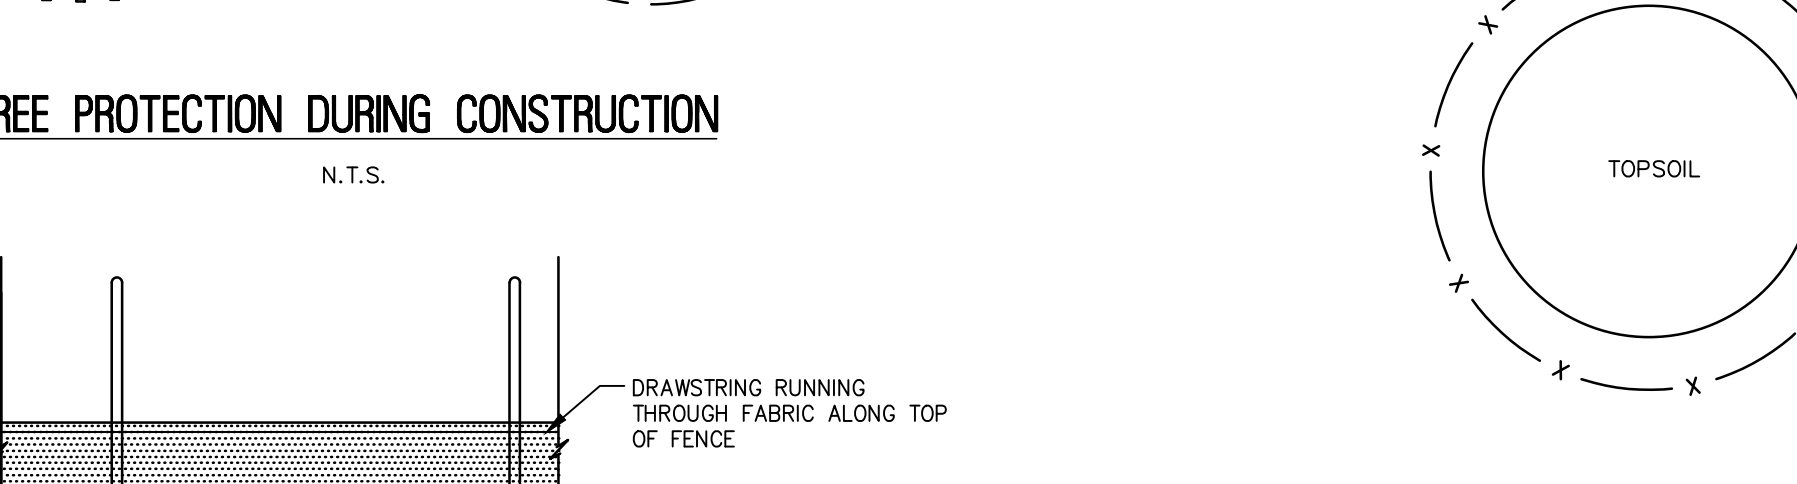 REE PROTECTION DURING CONSTRUCTION
N.T.S.
TOPSOIL
DRAWSTRING RUNNING
THROUGH FABRIC ALONG TOP
OF FENCE